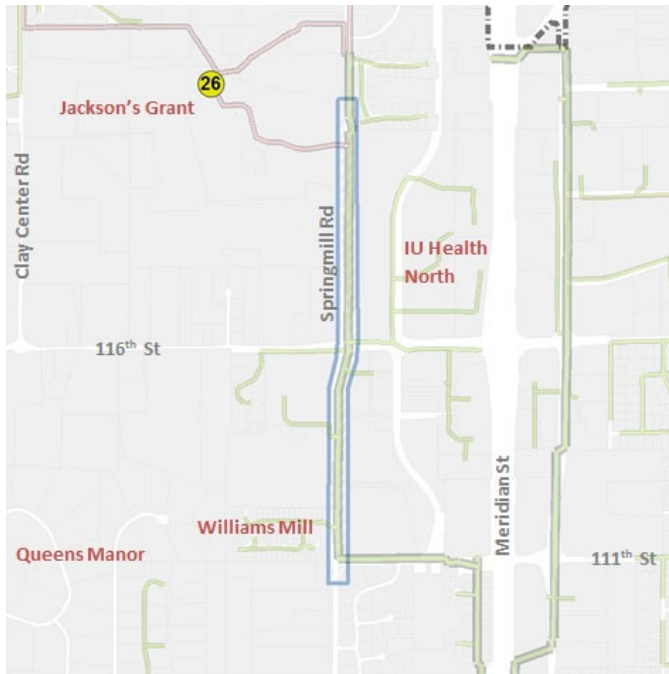 26
Jackson's Grant
Clay Center Rd
Springmill Rd
IU Health
North
116th St
Meridian St
Williams Mill
Queens Manor
111th St